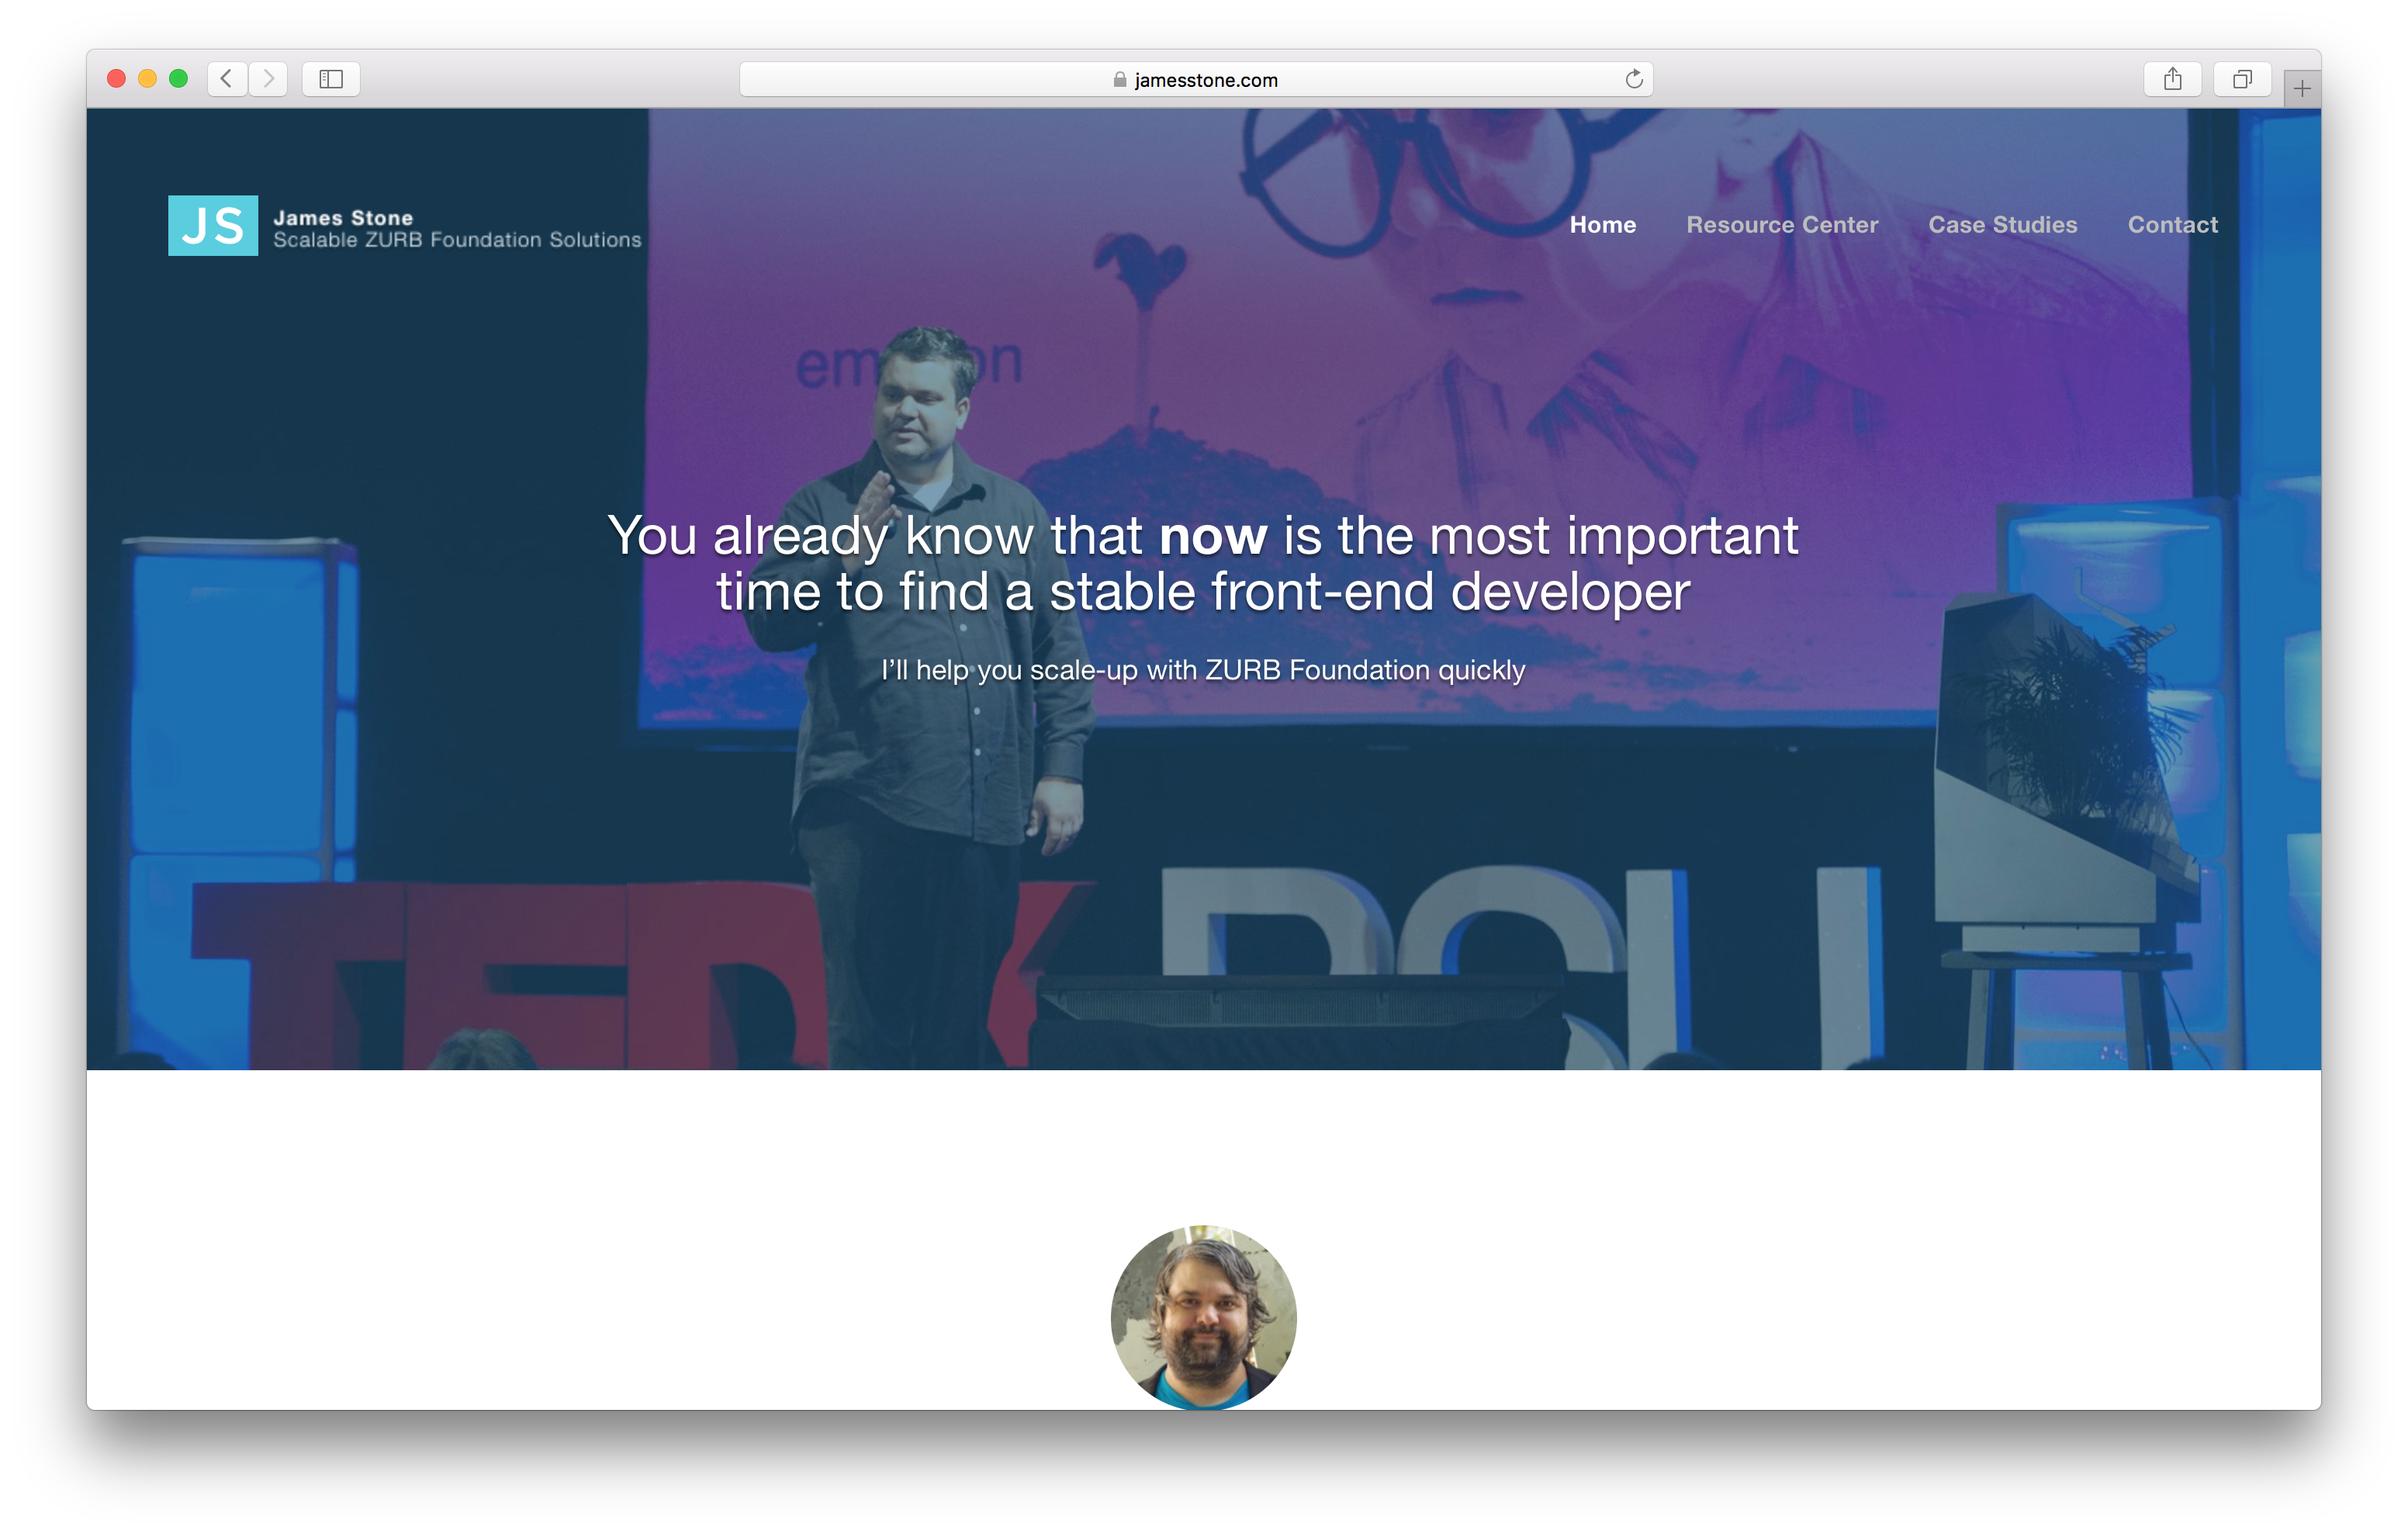 jamesstone.com
JS
James Stone
Scalable ZURB Foundation Solutions
Home Resource Center Case Studies Contact
You already know that now is the most important
time to find a stable front-end developer
I’ll help you scale-up with ZURB Foundation quickly
TEDX PSU